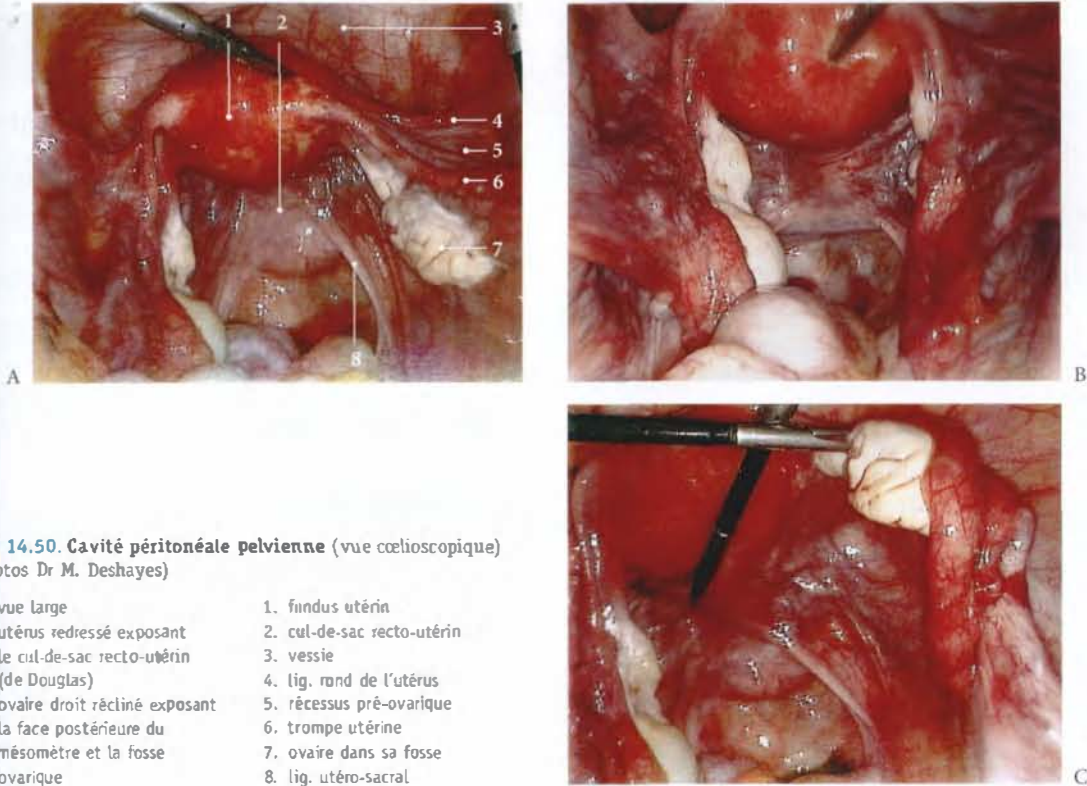 1
2
3
4
5
6
7
8
A
B
C
14.50. Cavité péritonéale pelvienne (vue cœlioscopique)
otos Dr M. Deshayes)
vue large
utérus redressé exposant
le cul-de-sac recto-utérin
(de Douglas)
ovaire droit récliné exposant
la face postérieure du
mésomètre et la fosse
ovarique
1. fundus utérin
2. cul-de-sac recto-utérin
3. vessie
4. lig. rond de l'utérus
5. récessus pré-ovarique
6. trompe utérine
7. ovaire dans sa fosse
8. lig. utéro-sacral